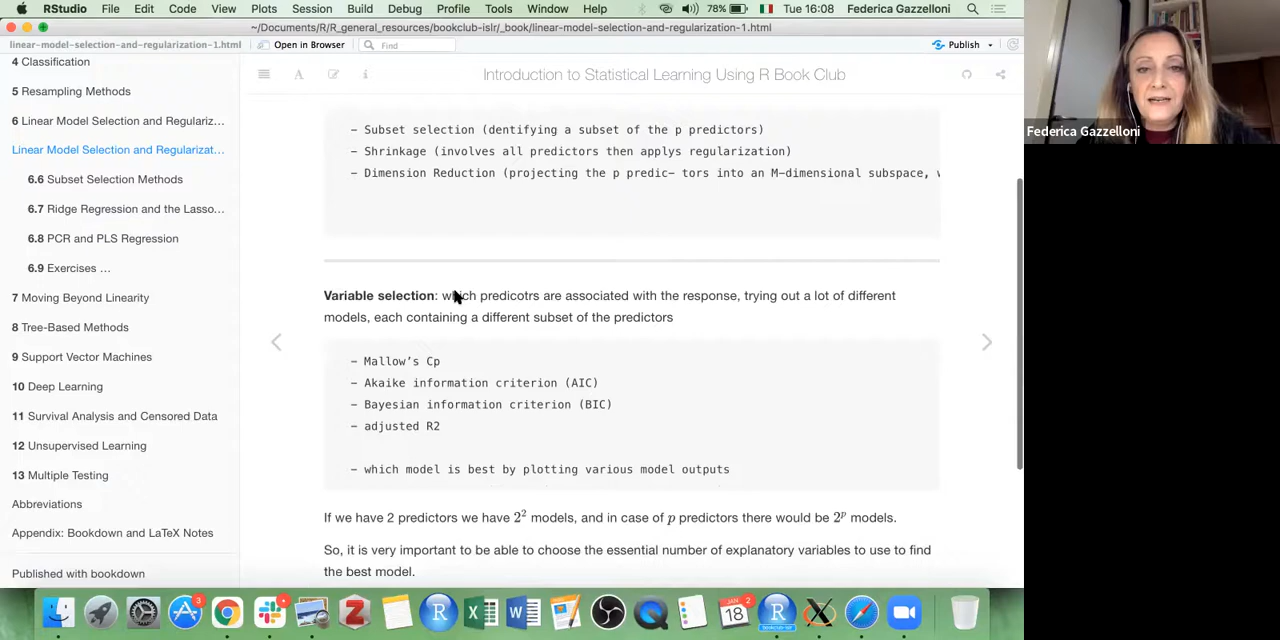 RStudio File Edit Code View Plots Session Build Debug Profile Tools Window Help 78% Tue 16:08 Federica Gazzelloni
~/Documents/R/R_general_resources/bookclub-islr/_book/linear-model-selection-and-regularization-1.html
linear-model-selection-and-regularization-1.html Open in Browser Find Publish
4 Classification
5 Resampling Methods
6 Linear Model Selection and Regulariz...
Linear Model Selection and Regularizat...
6.6 Subset Selection Methods
6.7 Ridge Regression and the Lasso...
6.8 PCR and PLS Regression
6.9 Exercises ...
7 Moving Beyond Linearity
8 Tree-Based Methods
9 Support Vector Machines
10 Deep Learning
11 Survival Analysis and Censored Data
12 Unsupervised Learning
13 Multiple Testing
Abbreviations
Appendix: Bookdown and LaTeX Notes
Published with bookdown
A i Introduction to Statistical Learning Using R Book Club
– Subset selection (dentifying a subset of the p predictors)
– Shrinkage (involves all predictors then applys regularization)
– Dimension Reduction (projecting the p predic- tors into an M-dimensional subspace,
Variable selection: which predicotrs are associated with the response, trying out a lot of different
models, each containing a different subset of the predictors
– Mallow’s Cp
– Akaike information criterion (AIC)
– Bayesian information criterion (BIC)
– adjusted R2
– which model is best by plotting various model outputs
If we have 2 predictors we have 2² models, and in case of p predictors there would be 2ᵖ models.
So, it is very important to be able to choose the essential number of explanatory variables to use to find
the best model.
Federica Gazzelloni
3 Z R X W JAN 18 2 R X